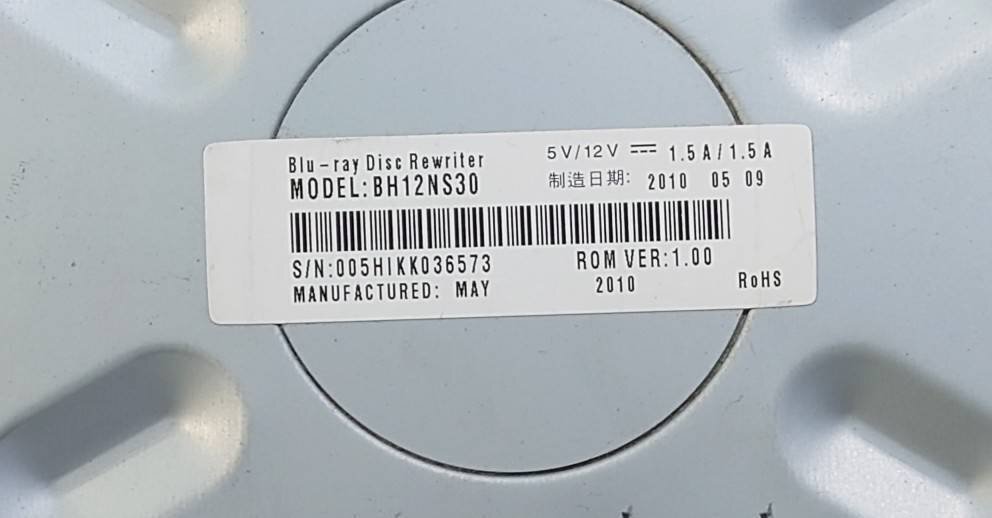 Blu-ray Disc Rewriter
MODEL:BH12NS30
5V/12V ⎓ 1.5A/1.5A
制造日期: 2010 05 09
S/N:005HIKK036573
ROM VER:1.00
MANUFACTURED: MAY 2010
RoHS